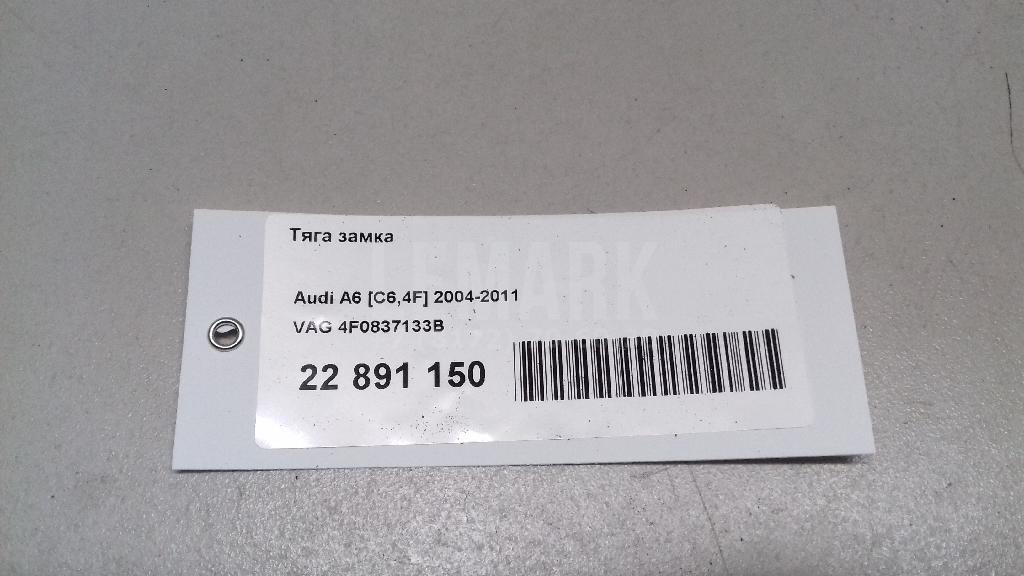 Тяга замка
LEMARK
Audi A6 [C6,4F] 2004-2011
VAG 4F0837133B
22 891 150